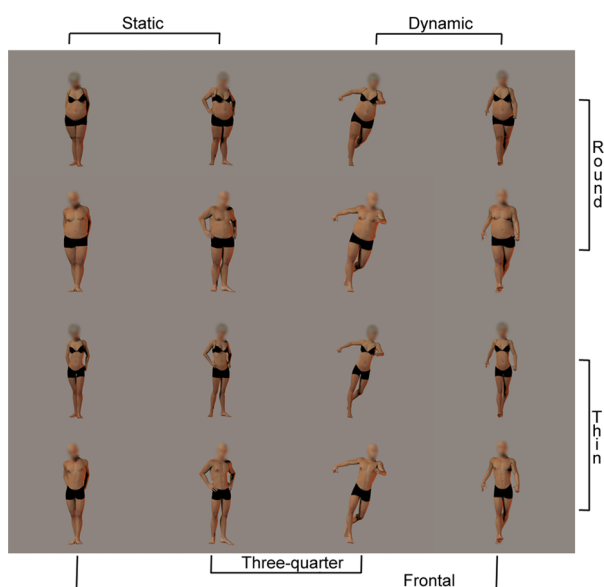 Static
Dynamic
Round
Thin
Three-quarter
Frontal